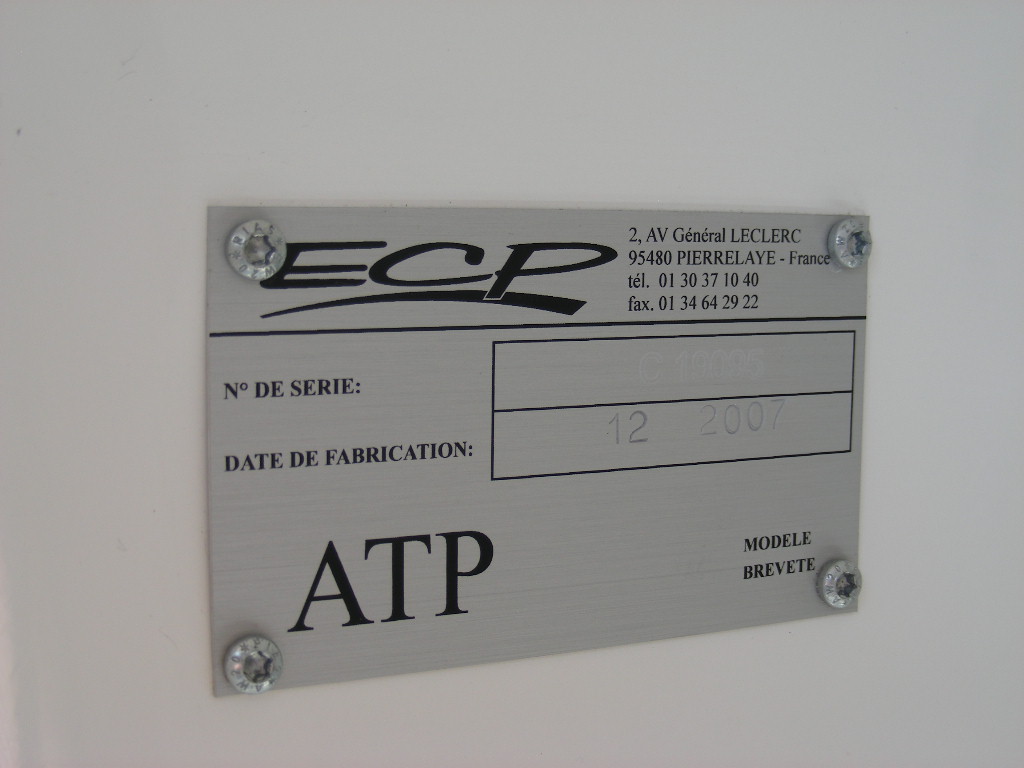 ECP
2, AV Général LECLERC
95480 PIERRELAYE - France
tél. 01 30 37 10 40
fax. 01 34 64 29 22
N° DE SERIE:
DATE DE FABRICATION: 12 2007
ATP
MODELE
BREVETE